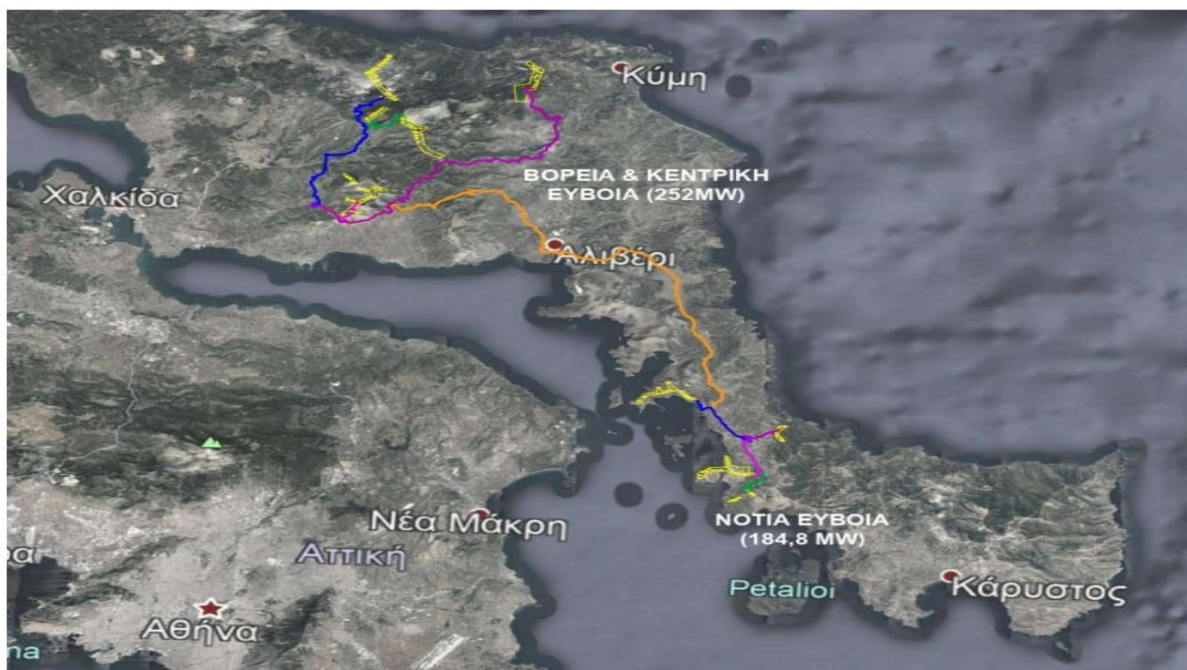 Κύμη
ΒΟΡΕΙΑ & ΚΕΝΤΡΙΚΗ
ΕΥΒΟΙΑ (252MW)
Χαλκίδα
Αλιβέρι
Νέα Μάκρη
ΝΟΤΙΑ ΕΥΒΟΙΑ
(184,8 MW)
Αττική
Petalioi
Κάρυστος
Αθήνα